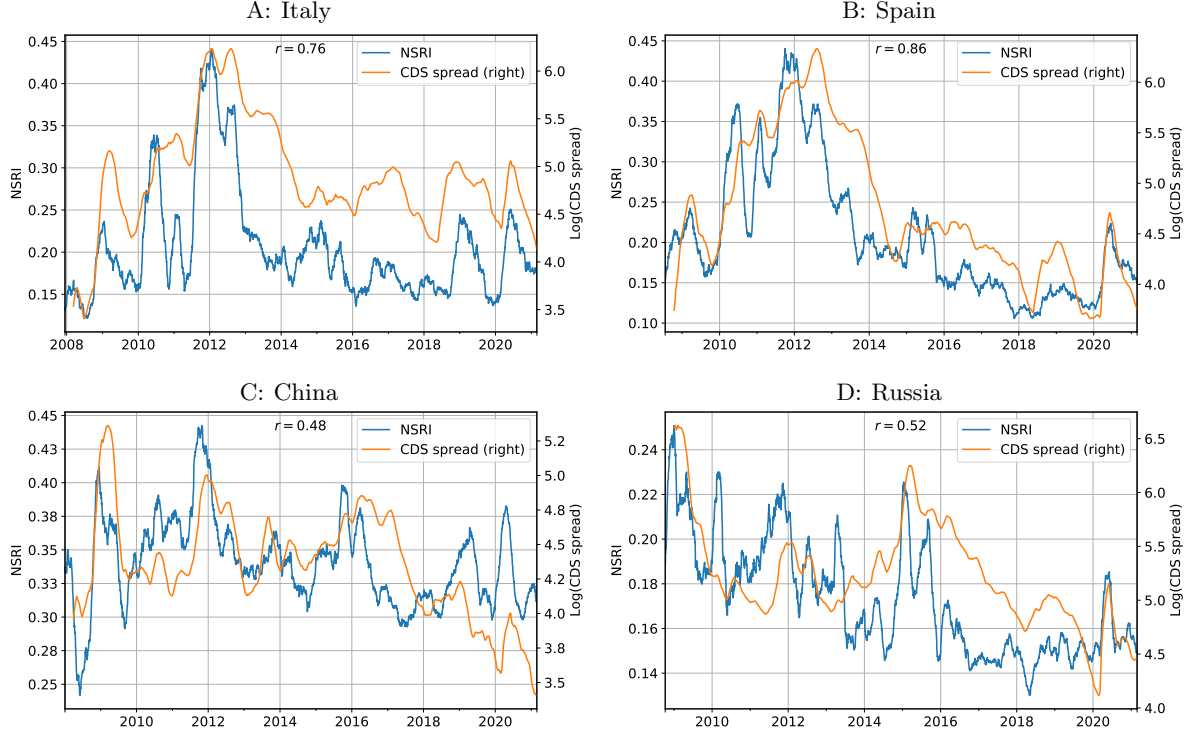 A: Italy
r = 0.76
NSRI
CDS spread (right)
0.45
0.40
0.35
0.30
0.25
0.20
0.15
NSRI
6.0
5.5
5.0
4.5
4.0
3.5
Log(CDS spread)
2008 2010 2012 2014 2016 2018 2020
B: Spain
r = 0.86
NSRI
CDS spread (right)
0.45
0.40
0.35
0.30
0.25
0.20
0.15
0.10
NSRI
6.0
5.5
5.0
4.5
4.0
Log(CDS spread)
2010 2012 2014 2016 2018 2020
C: China
r = 0.48
NSRI
CDS spread (right)
0.45
0.43
0.40
0.38
0.35
0.33
0.30
0.28
0.25
NSRI
5.2
5.0
4.8
4.5
4.2
4.0
3.8
3.5
Log(CDS spread)
2010 2012 2014 2016 2018 2020
D: Russia
r = 0.52
NSRI
CDS spread (right)
0.24
0.22
0.20
0.18
0.16
0.14
NSRI
6.5
6.0
5.5
5.0
4.5
4.0
Log(CDS spread)
2010 2012 2014 2016 2018 2020